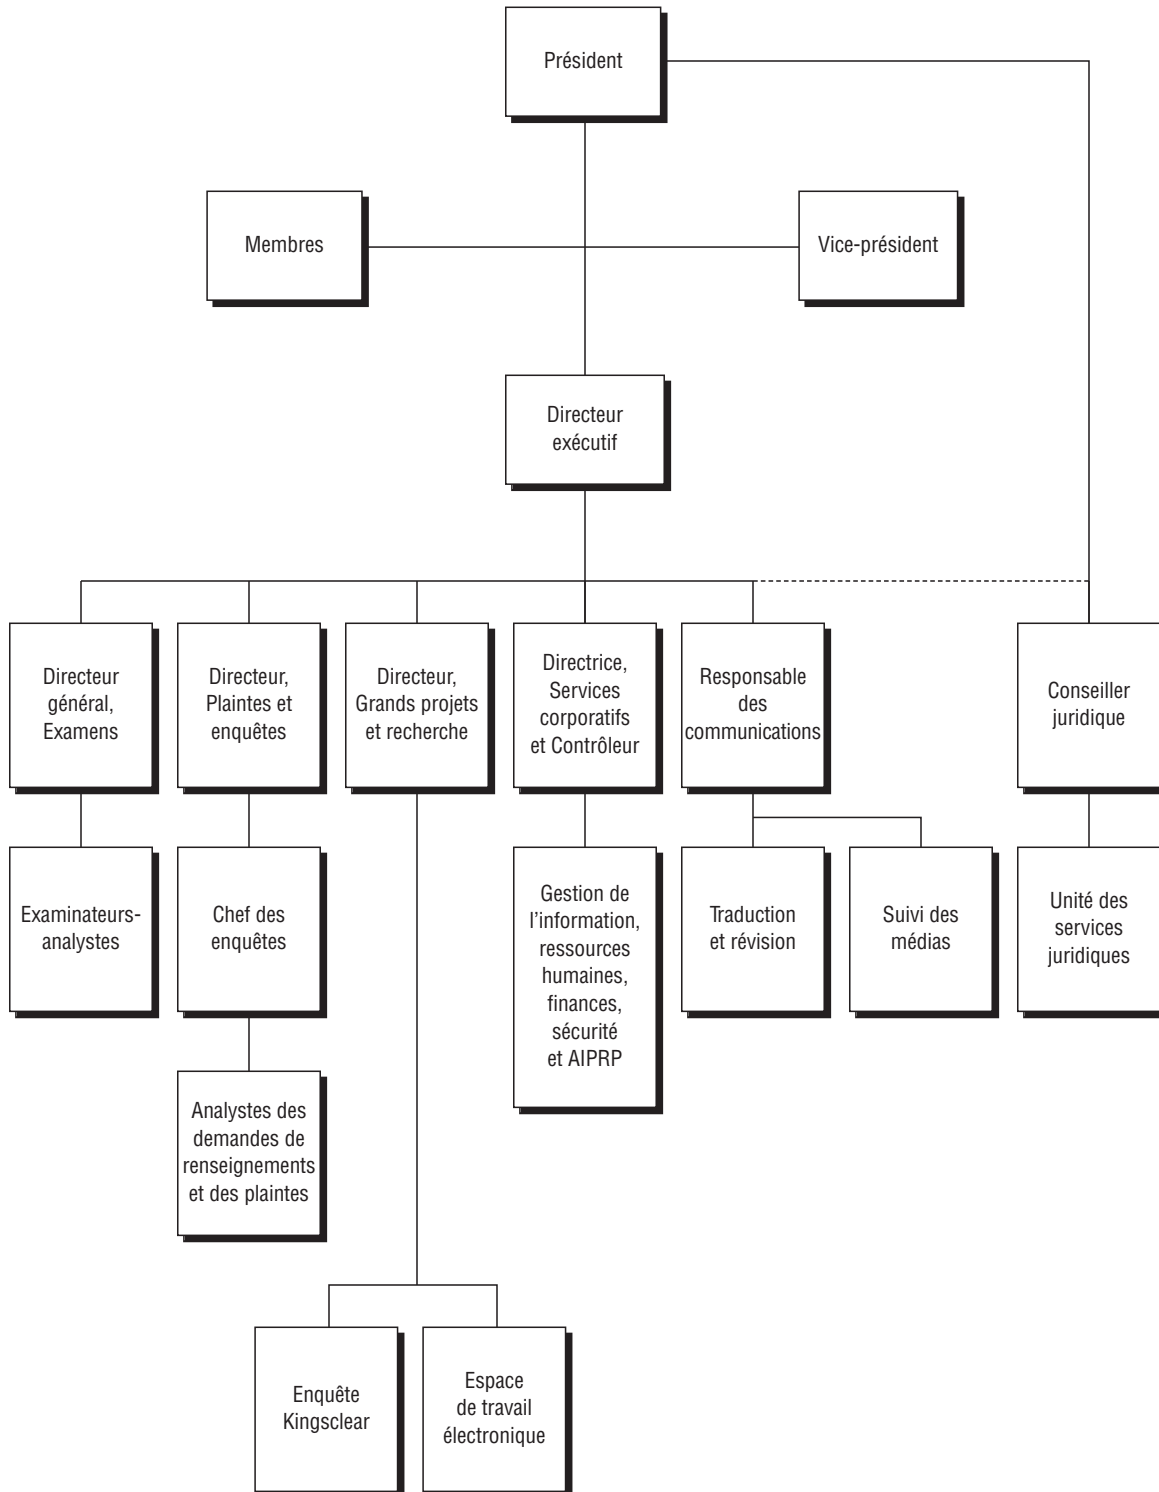 Président
Membres
Vice-président
Directeur
exécutif
Directeur
général,
Examens
Directeur,
Plaintes et
enquêtes
Directeur,
Grands projets
et recherche
Directrice,
Services
corporatifs
et Contrôleur
Responsable
des
communications
Conseiller
juridique
Examinateurs-
analystes
Chef des
enquêtes
Gestion de
l’information,
ressources
humaines,
finances,
sécurité
et AIPRP
Traduction
et révision
Suivi des
médias
Unité des
services
juridiques
Analystes des
demandes de
renseignements
et des plaintes
Enquête
Kingsclear
Espace
de travail
électronique